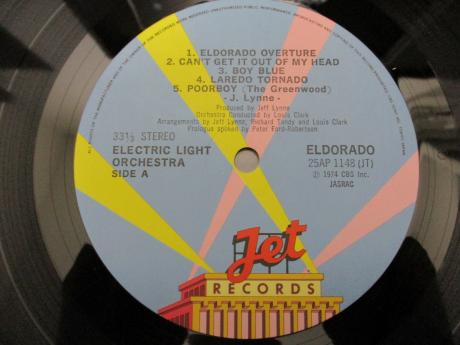 1. ELDORADO OVERTURE
2. CAN'T GET IT OUT OF MY HEAD
3. BOY BLUE
4. LAREDO TORNADO
5. POORBOY (The Greenwood)
- J. Lynne -
Produced by Jeff Lynne
Orchestra Conducted by Louis Clark
Arrangements by Jeff Lynne, Richard Tandy and Louis Clark
Prologue spoked by Peter Ford-Robertson
33⅓ STEREO
ELECTRIC LIGHT
ORCHESTRA
SIDE A
ELDORADO
25AP 1148 (JT)
Ⓟ 1974 CBS Inc.
JASRAC
Jet
RECORDS